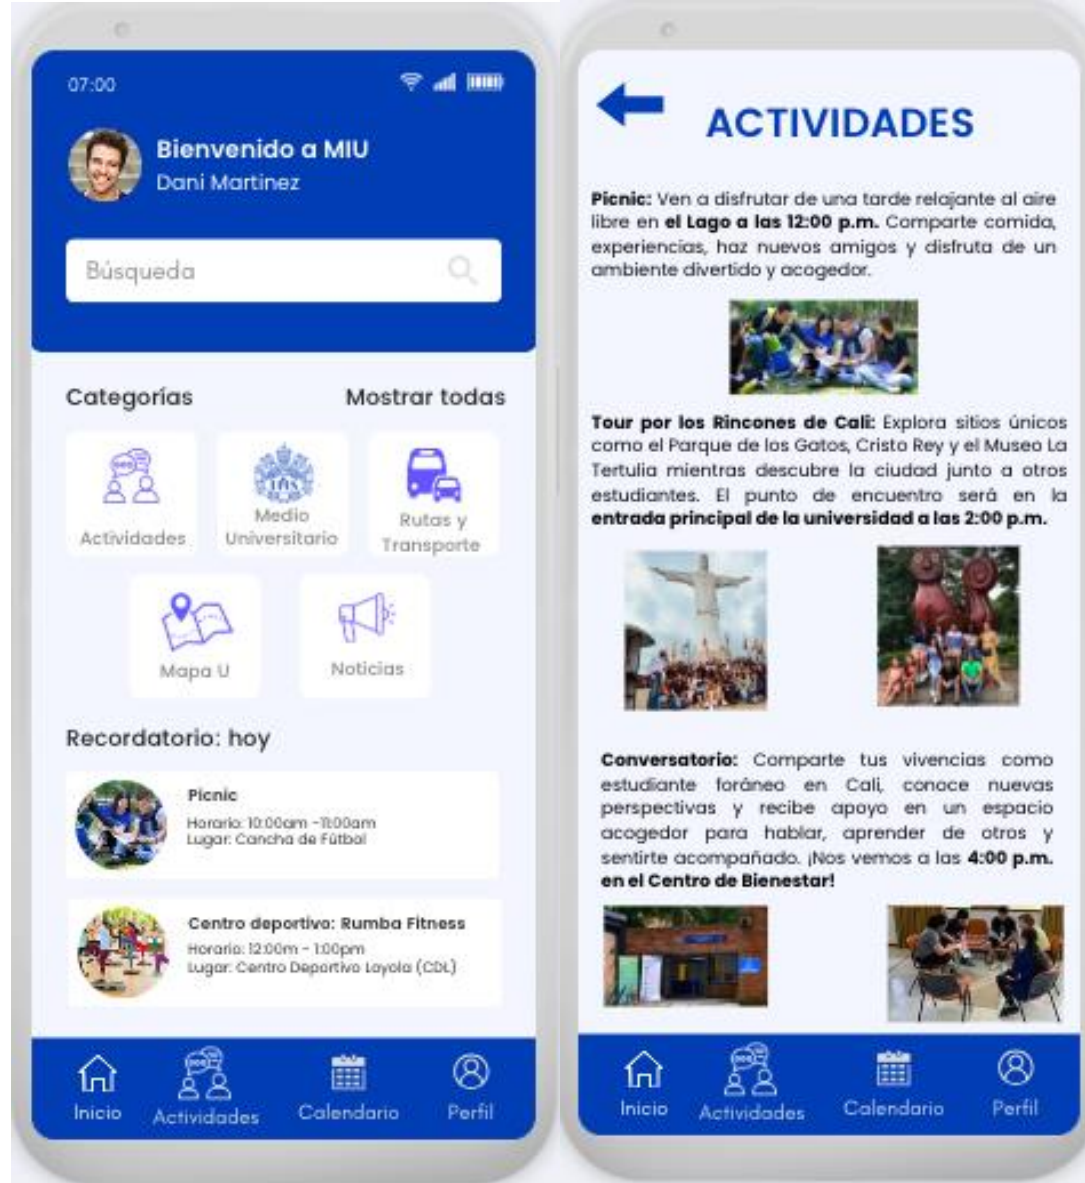 07:00
Bienvenido a MIU
Dani Martinez
Búsqueda
Categorías
Mostrar todas
Actividades
Medio
Universitario
Rutas y
Transporte
Mapa U
Noticias
Recordatorio: hoy
Picnic
Horario: 10:00am -11:00am
Lugar: Cancha de Fútbol
Centro deportivo: Rumba Fitness
Horario: 12:00m - 1:00pm
Lugar: Centro Deportivo Loyola (CDL)
Inicio
Actividades
Calendario
Perfil
ACTIVIDADES
Picnic: Ven a disfrutar de una tarde relajante al aire
libre en el Lago a las 12:00 p.m. Comparte comida,
experiencias, haz nuevos amigos y disfruta de un
ambiente divertido y acogedor.
Tour por los Rincones de Cali: Explora sitios únicos
como el Parque de los Gatos, Cristo Rey y el Museo La
Tertulia mientras descubre la ciudad junto a otros
estudiantes. El punto de encuentro será en la
entrada principal de la universidad a las 2:00 p.m.
Conversatorio: Comparte tus vivencias como
estudiante foráneo en Cali, conoce nuevas
perspectivas y recibe apoyo en un espacio
acogedor para hablar, aprender de otros y
sentirte acompañado. ¡Nos vemos a las 4:00 p.m.
en el Centro de Bienestar!
Inicio
Actividades
Calendario
Perfil